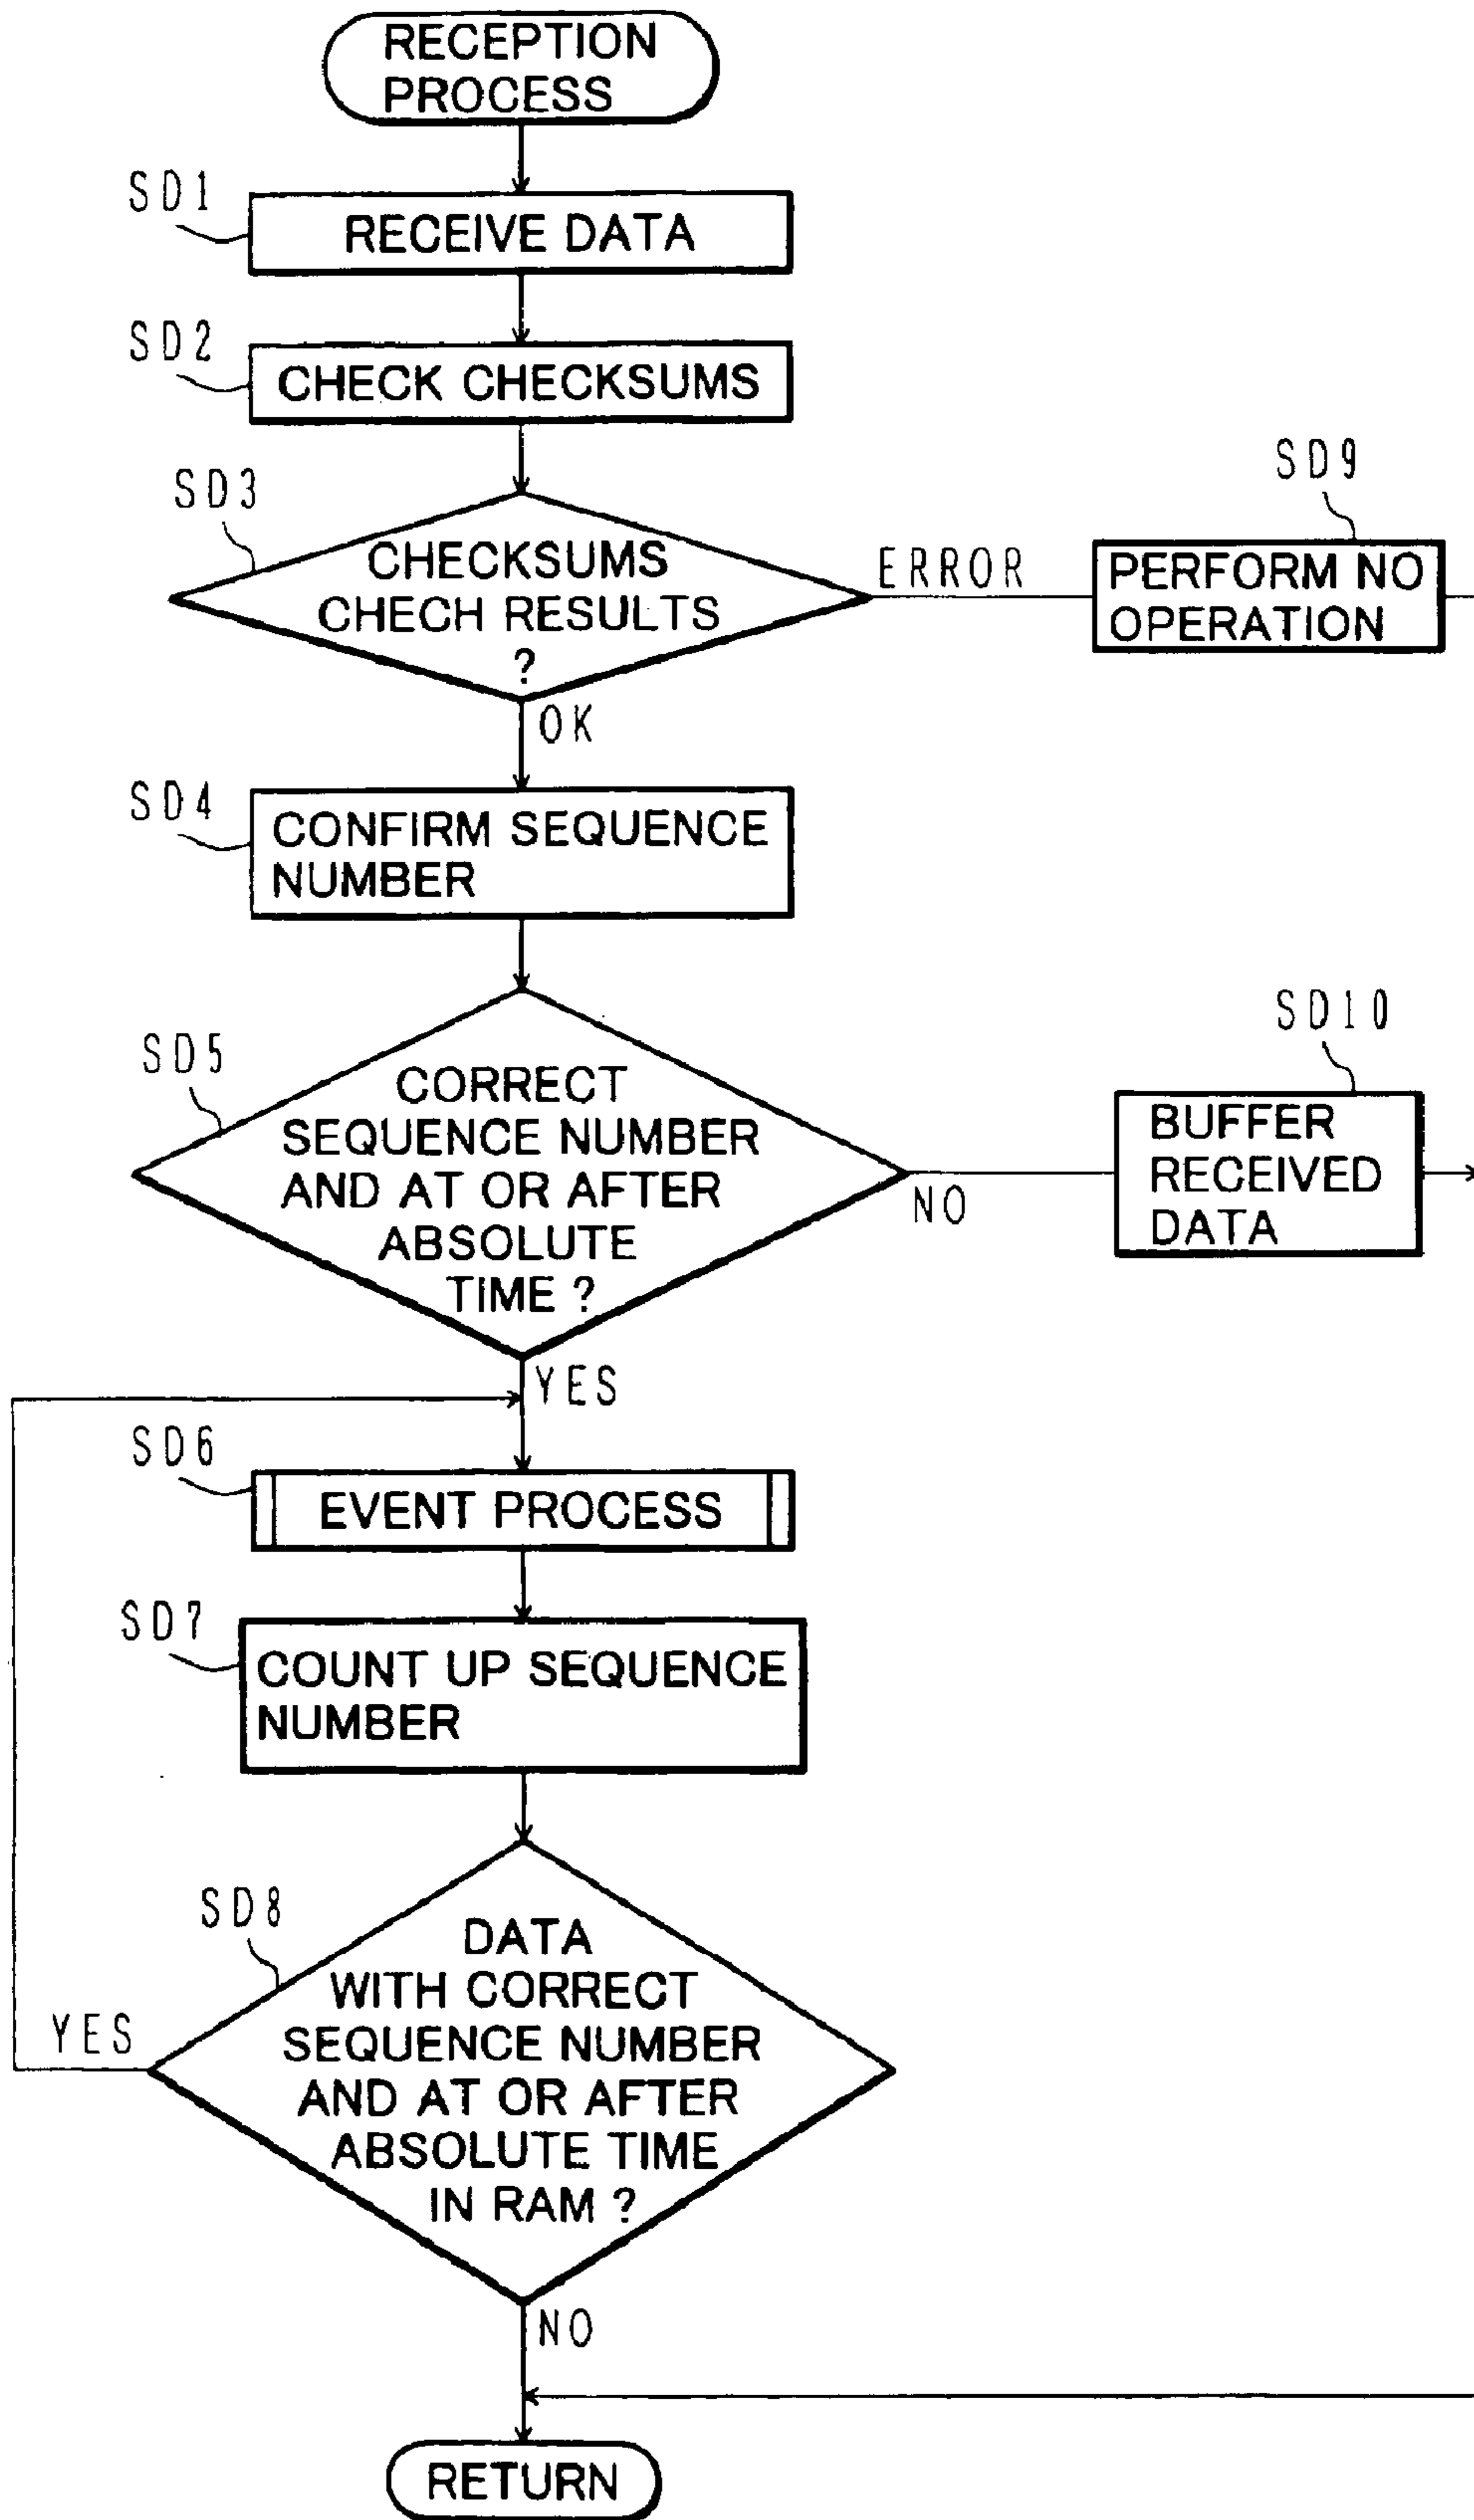 RECEPTION
PROCESS
SD1
RECEIVE DATA
SD2
CHECK CHECKSUMS
SD3
CHECKSUMS
CHECH RESULTS
?
ERROR
SD9
PERFORM NO
OPERATION
OK
SD4
CONFIRM SEQUENCE
NUMBER
SD5
CORRECT
SEQUENCE NUMBER
AND AT OR AFTER
ABSOLUTE
TIME ?
NO
SD10
BUFFER
RECEIVED
DATA
YES
SD6
EVENT PROCESS
SD7
COUNT UP SEQUENCE
NUMBER
SD8
DATA
WITH CORRECT
SEQUENCE NUMBER
AND AT OR AFTER
ABSOLUTE TIME
IN RAM ?
YES
NO
RETURN